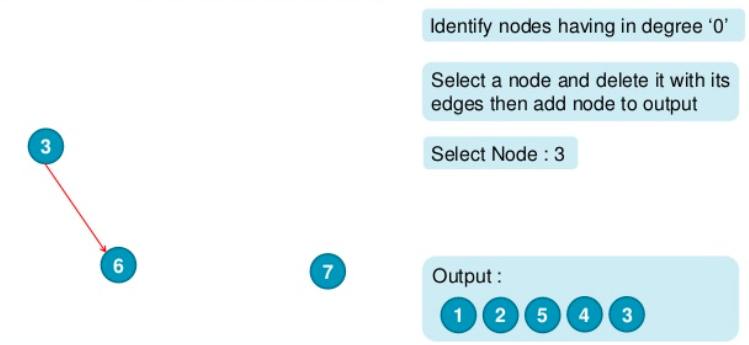 Identify nodes having in degree ‘0’
Select a node and delete it with its
edges then add node to output
3
Select Node : 3
6
7
Output :
1 2 5 4 3